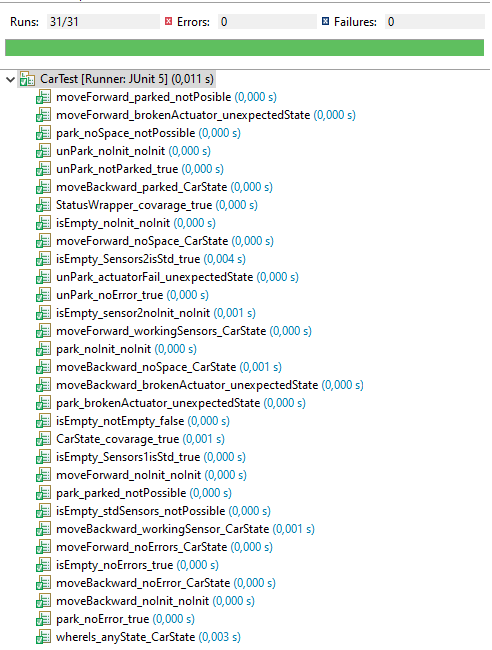 Runs: 31/31 Errors: 0 Failures: 0
CarTest [Runner: JUnit 5] (0,011 s)
moveForward_parked_notPosible (0,000 s)
moveForward_brokenActuator_unexpectedState (0,000 s)
park_noSpace_notPossible (0,000 s)
unPark_noInit_noInit (0,000 s)
unPark_notParked_true (0,000 s)
moveBackward_parked_CarState (0,000 s)
StatusWrapper_covarage_true (0,000 s)
isEmpty_noInit_noInit (0,000 s)
moveForward_noSpace_CarState (0,000 s)
isEmpty_Sensors2isStd_true (0,004 s)
unPark_actuatorFail_unexpectedState (0,000 s)
unPark_noError_true (0,000 s)
isEmpty_sensor2noInit_noInit (0,001 s)
moveForward_workingSensors_CarState (0,000 s)
park_noInit_noInit (0,000 s)
moveBackward_noSpace_CarState (0,001 s)
moveBackward_brokenActuator_unexpectedState (0,000 s)
park_brokenActuator_unexpectedState (0,000 s)
isEmpty_notEmpty_false (0,000 s)
CarState_covarage_true (0,001 s)
isEmpty_Sensors1isStd_true (0,000 s)
moveForward_noInit_noInit (0,000 s)
park_parked_notPossible (0,000 s)
isEmpty_stdSensors_notPossible (0,000 s)
moveBackward_workingSensor_CarState (0,001 s)
moveForward_noErrors_CarState (0,000 s)
isEmpty_noErrors_true (0,000 s)
moveBackward_noError_CarState (0,000 s)
moveBackward_noInit_noInit (0,000 s)
park_noError_true (0,000 s)
whereIs_anyState_CarState (0,003 s)